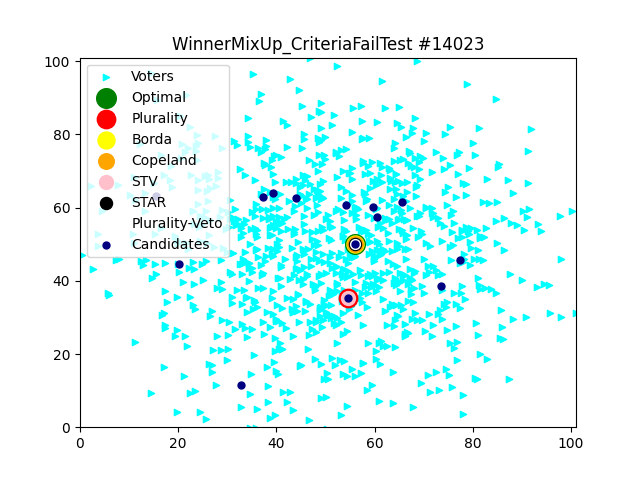 WinnerMixUp_CriteriaFailTest #14023
Voters
Optimal
Plurality
Borda
Copeland
STV
STAR
Plurality-Veto
Candidates
100
80
60
40
20
0
0 20 40 60 80 100